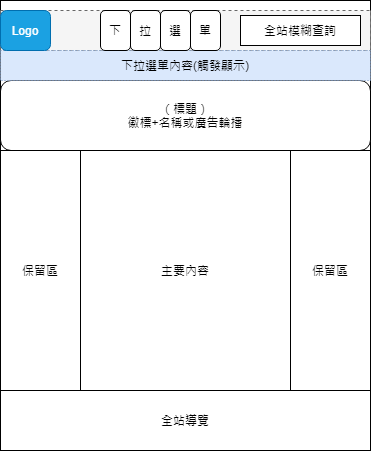 Logo
下
拉
選
單
全站模糊查詢
下拉選單內容(觸發顯示)
(標題)
徽標+名稱或廣告輪播
保留區
主要內容
保留區
全站導覽